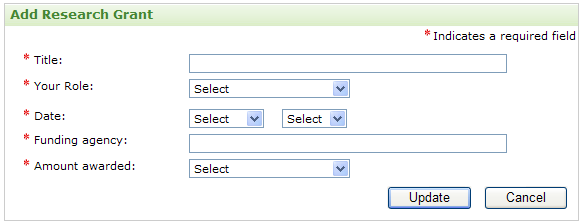 Add Research Grant
* Indicates a required field
* Title:
* Your Role: Select
* Date: Select Select
* Funding agency:
* Amount awarded: Select
Update Cancel